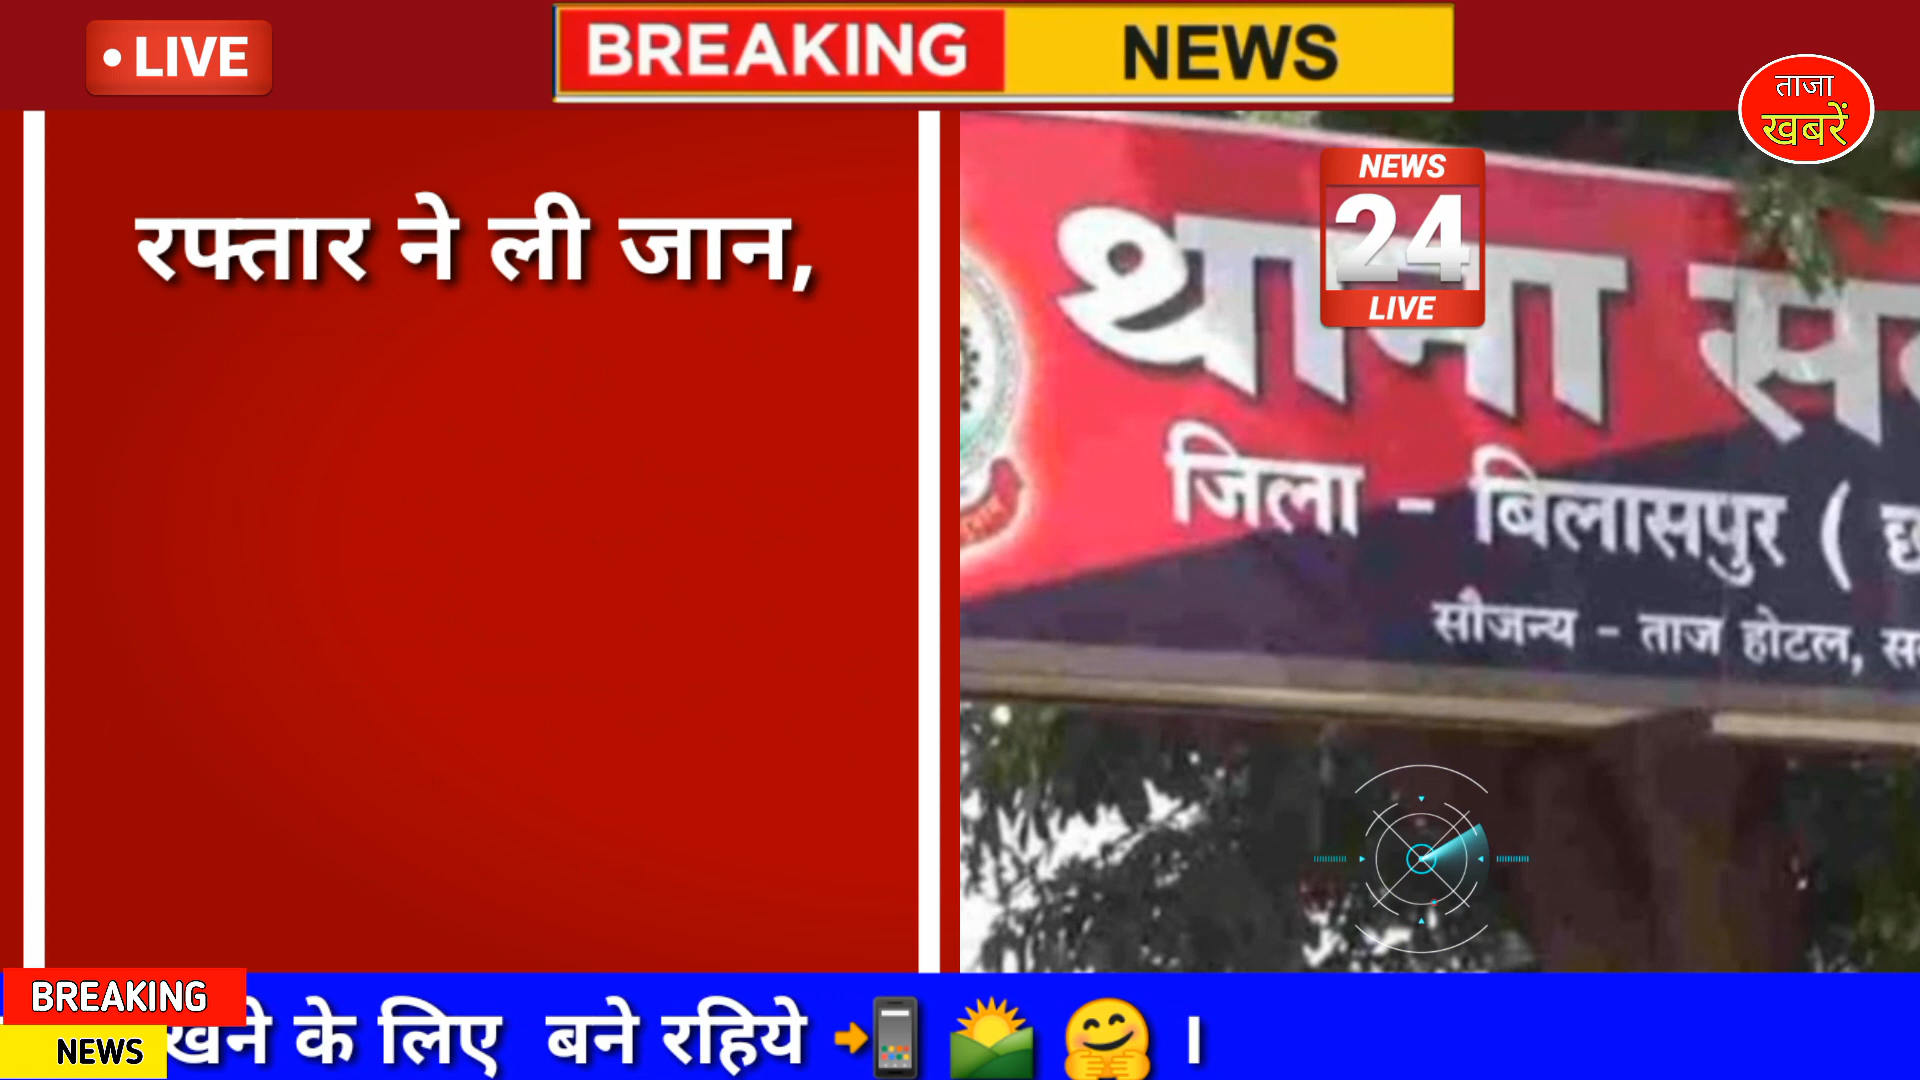 LIVE
BREAKING NEWS
ताजा
खबरें
रफ्तार ने ली जान,
NEWS
24
LIVE
थाना
जिला - बिलासपुर (
सौजन्य - ताज होटल,
BREAKING
NEWS
के लिए बने रहिये ➜📱 🌄 🤗 ।